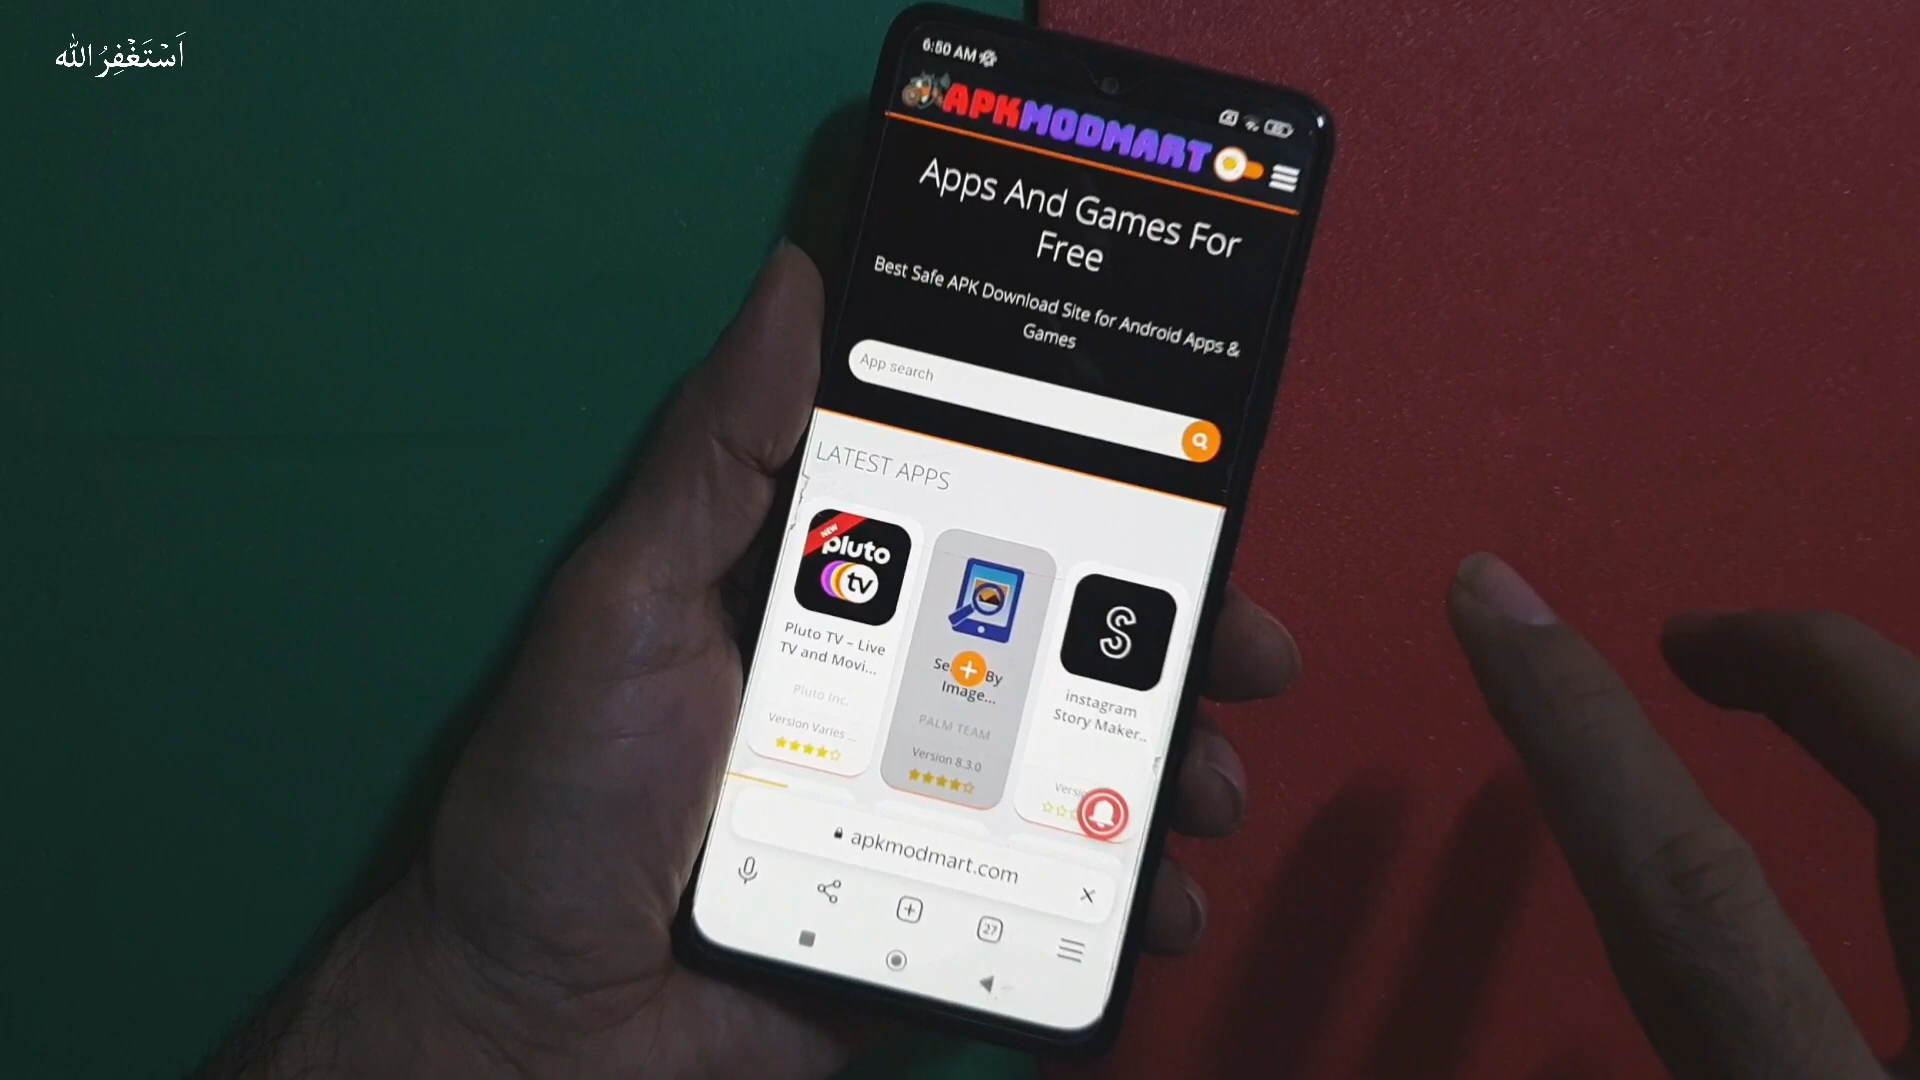 اَسْتَغْفِرُ الله
6:50 AM
APKMODMART
Apps And Games For
Free
Best Safe APK Download Site for Android Apps &
Games
App search
LATEST APPS
NEW
pluto
tv
Pluto TV – Live
TV and Movi...
Pluto Inc.
Version Varies ...
By
Image...
PALM TEAM
Version 8.3.0
S
instagram
Story Maker..
apkmodmart.com
27